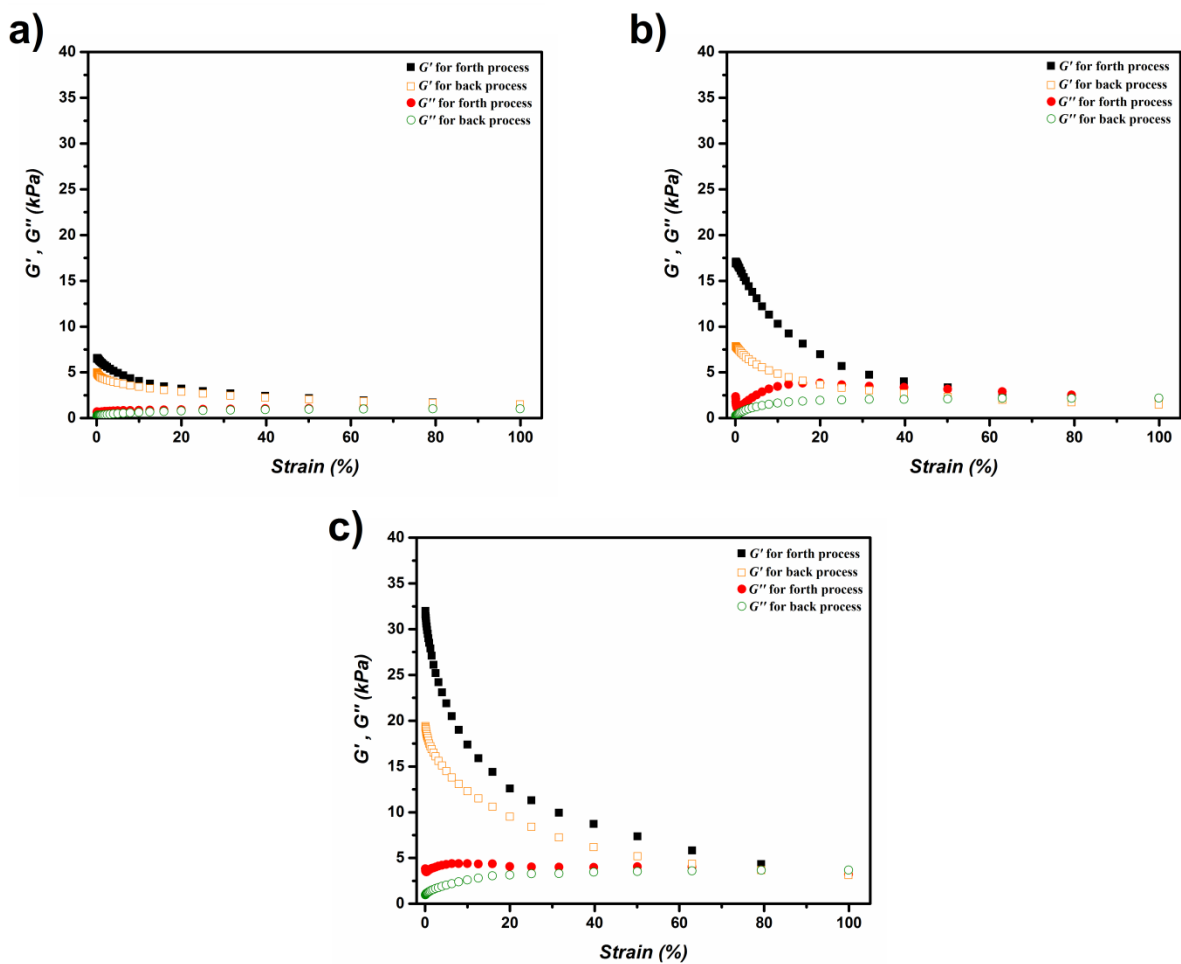 a)
40
35
30
25
20
15
10
5
0
G' , G'' (kPa)
G' for forth process
G' for back process
G'' for forth process
G'' for back process
0 20 40 60 80 100
Strain (%)
b)
40
35
30
25
20
15
10
5
0
G' , G'' (kPa)
G' for forth process
G' for back process
G'' for forth process
G'' for back process
0 20 40 60 80 100
Strain (%)
c)
40
35
30
25
20
15
10
5
0
G' , G'' (kPa)
G' for forth process
G' for back process
G'' for forth process
G'' for back process
0 20 40 60 80 100
Strain (%)